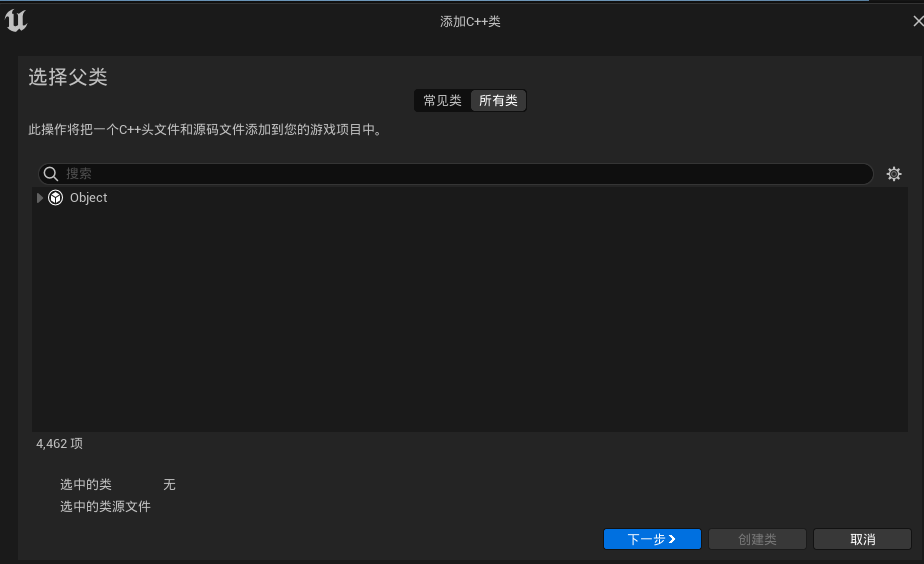 添加C++类
选择父类
常见类 所有类
此操作将把一个C++头文件和源码文件添加到您的游戏项目中。
搜索
Object
4,462 项
选中的类 无
选中的类源文件
下一步 创建类 取消